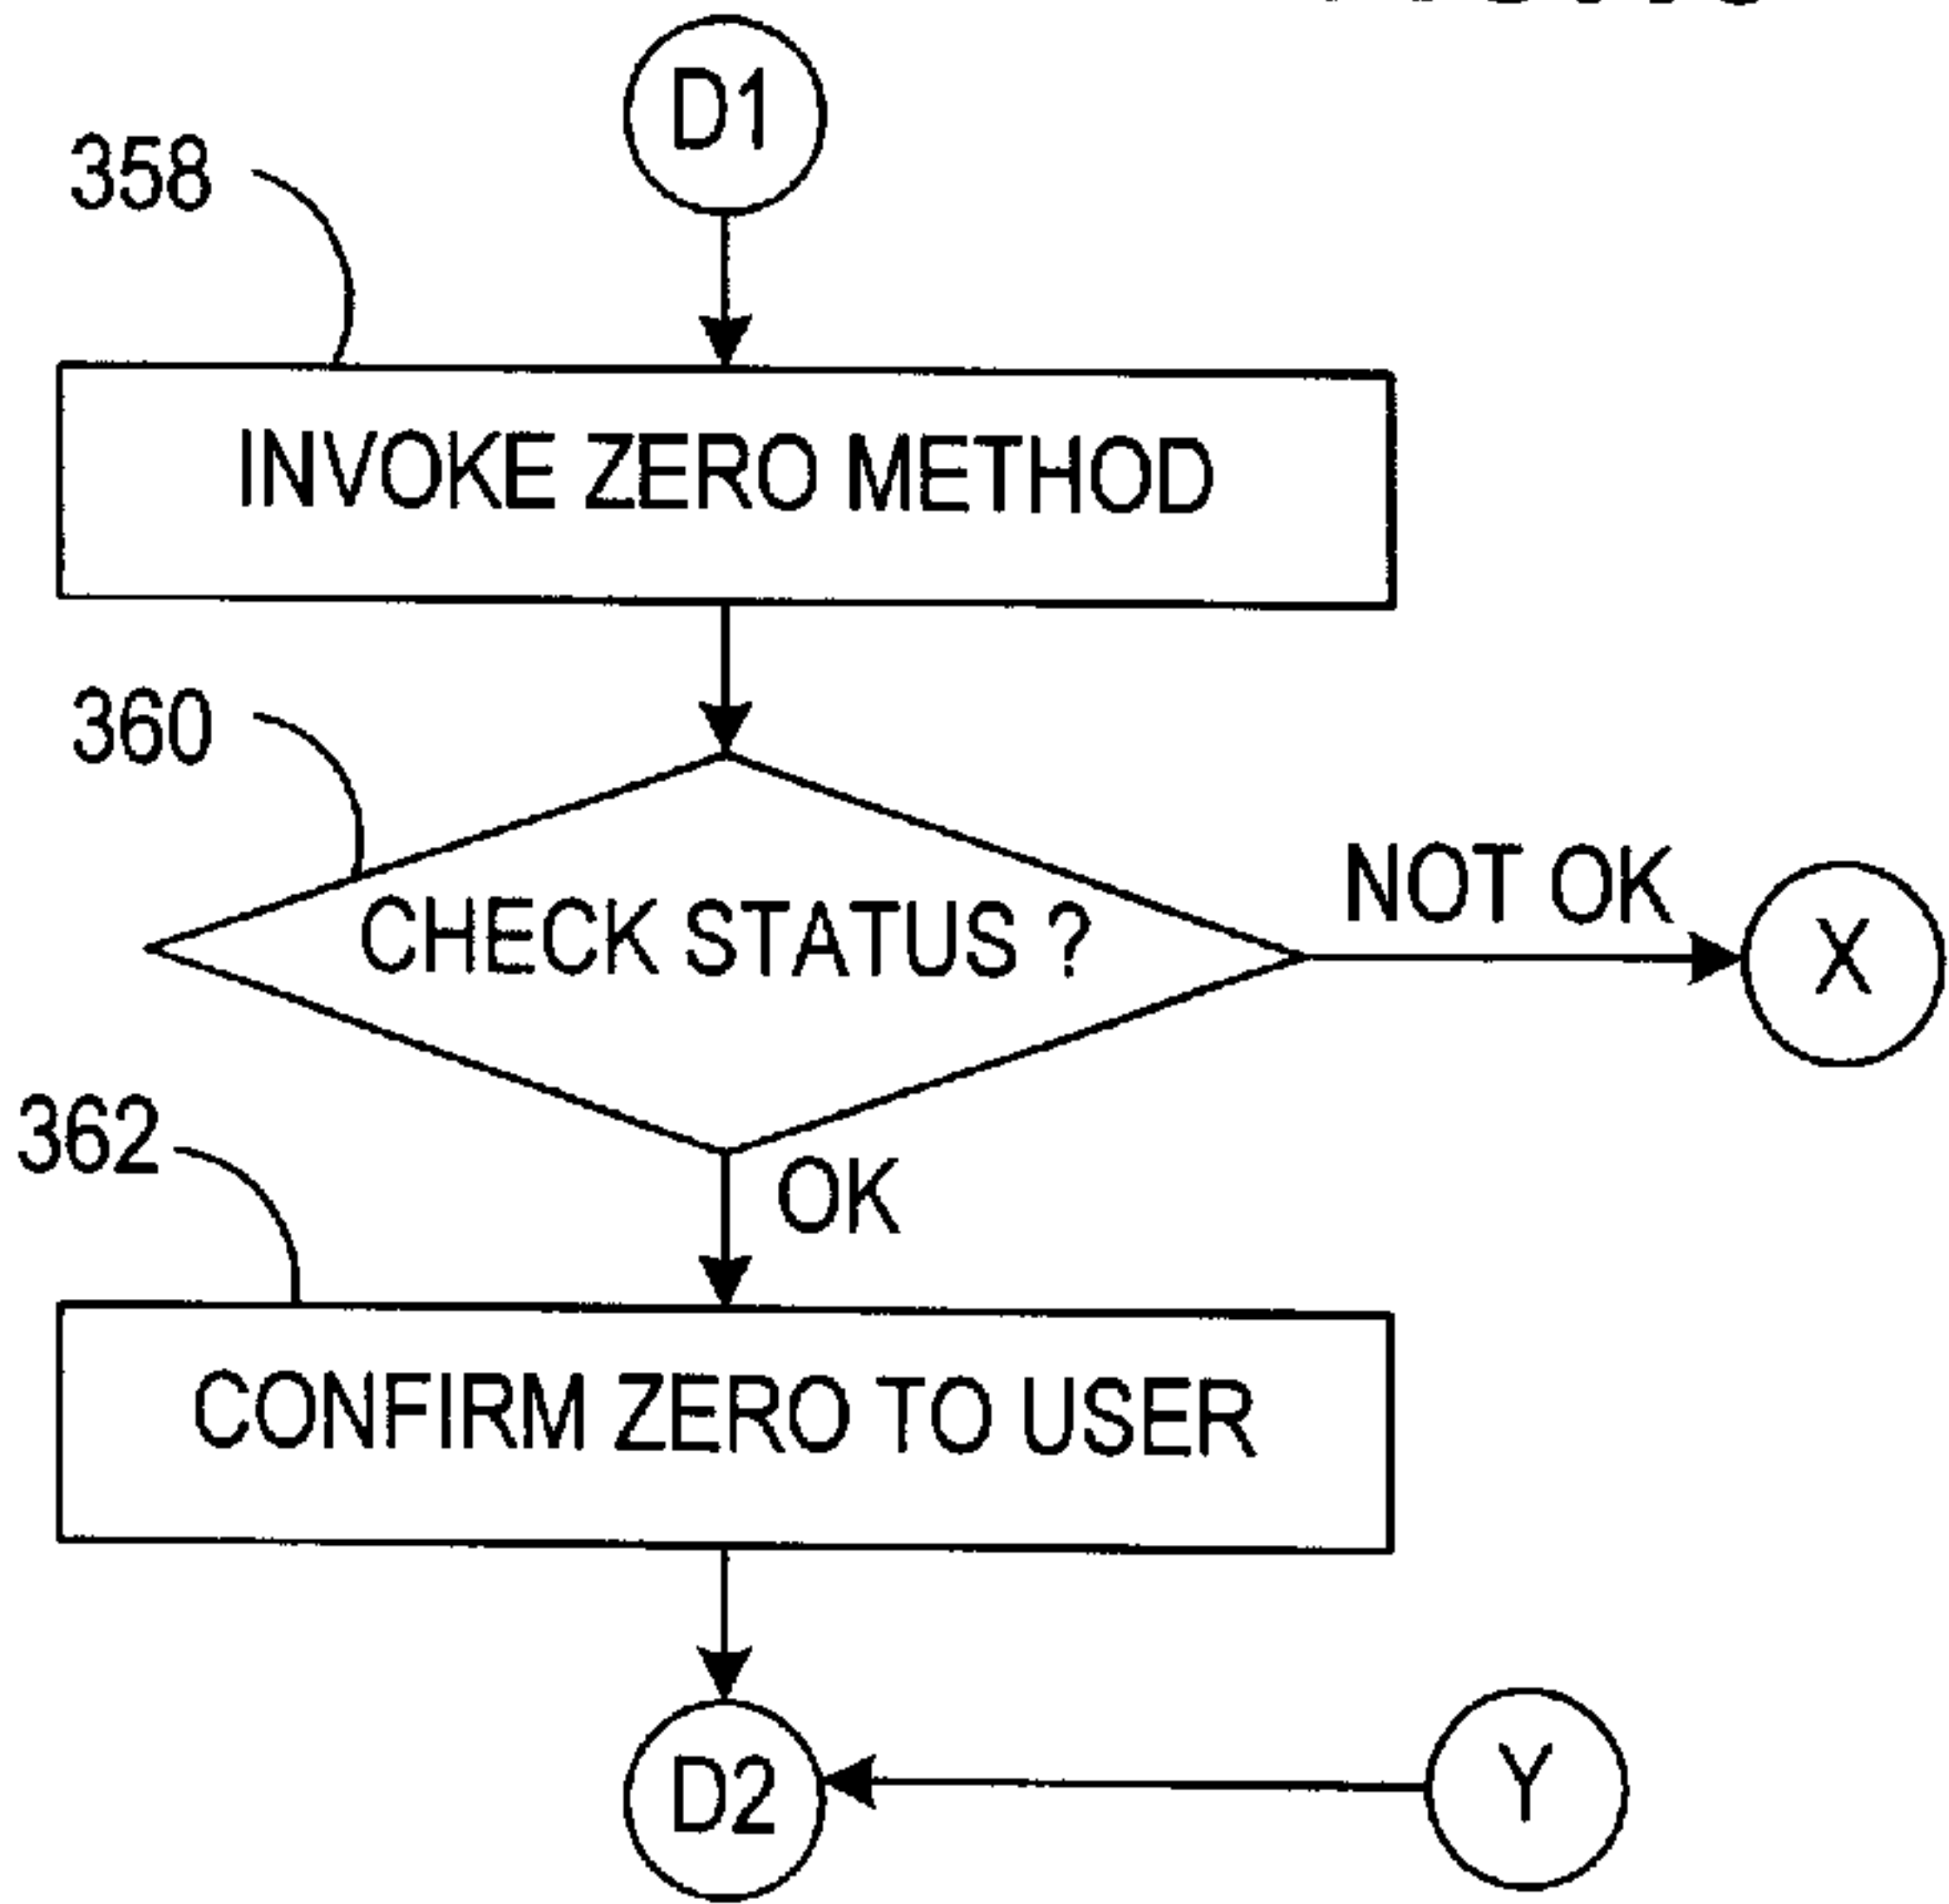 D1
358
INVOKE ZERO METHOD
360
CHECK STATUS ?
NOT OK
X
362
OK
CONFIRM ZERO TO USER
D2
Y